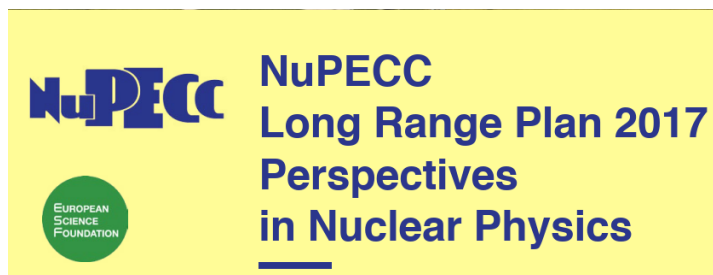 NuPECC
NuPECC
Long Range Plan 2017
Perspectives
in Nuclear Physics
EUROPEAN
SCIENCE
FOUNDATION